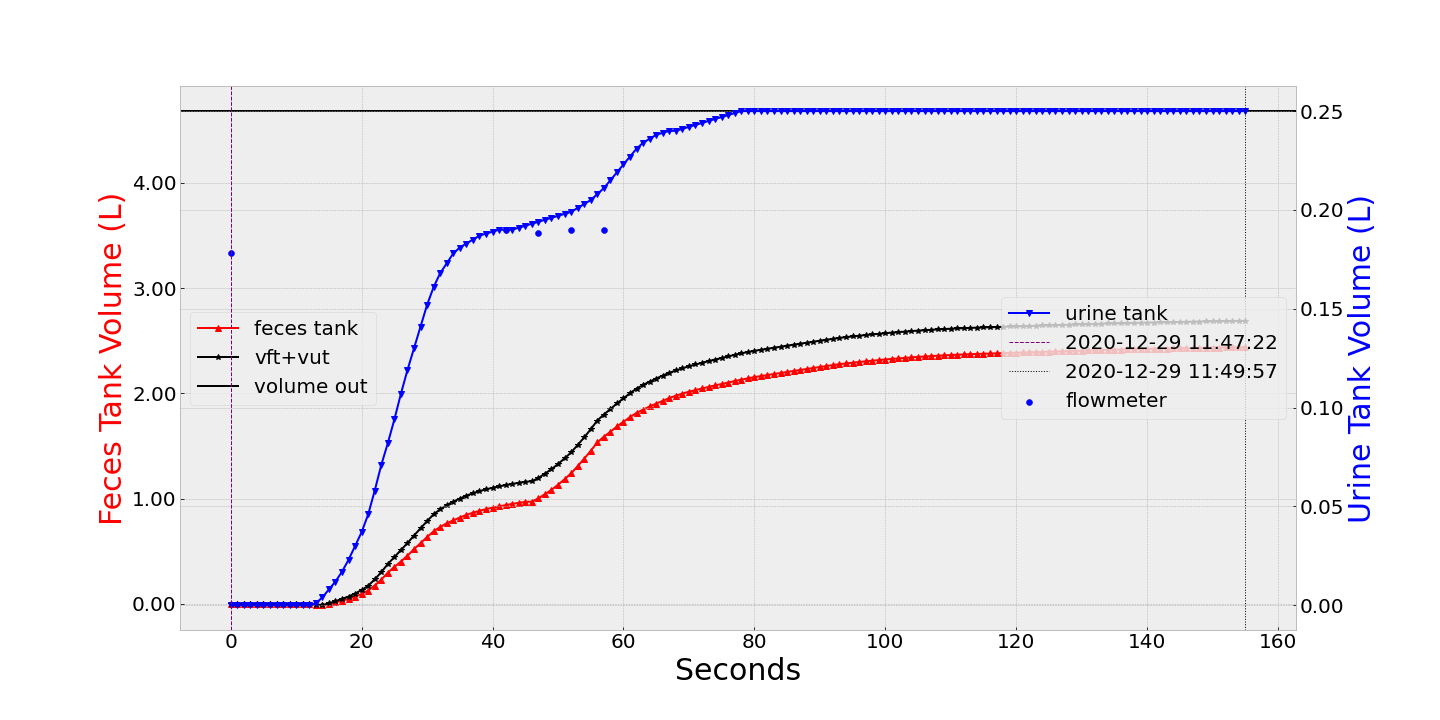 Feces Tank Volume (L)
4.00
3.00
2.00
1.00
0.00
feces tank
vft+vut
volume out
urine tank
2020-12-29 11:47:22
2020-12-29 11:49:57
flowmeter
0.25
0.20
0.15
0.10
0.05
0.00
Urine Tank Volume (L)
0 20 40 60 80 100 120 140 160
Seconds